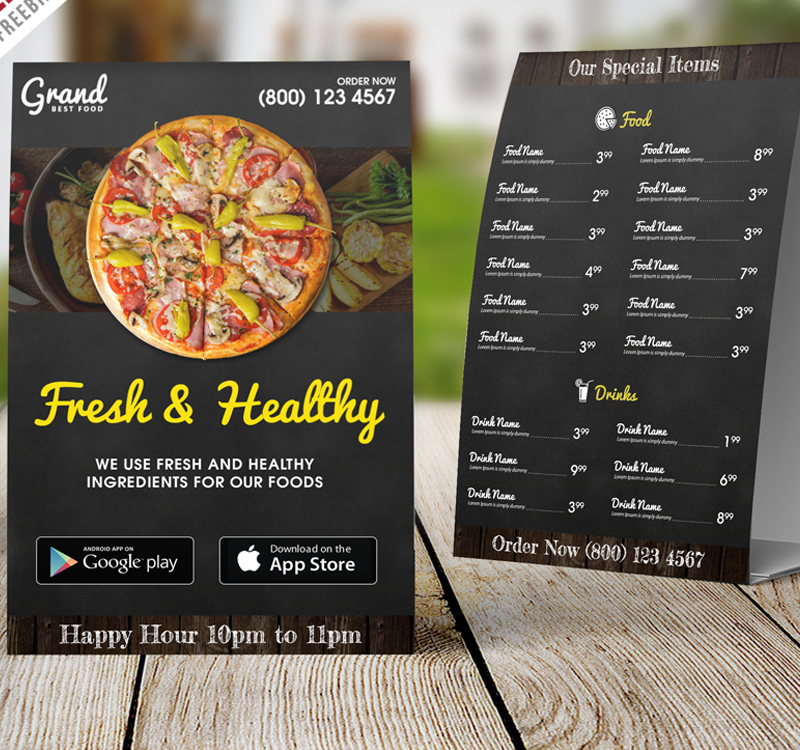 Grand
BEST FOOD
ORDER NOW
(800) 123 4567
Fresh & Healthy
WE USE FRESH AND HEALTHY
INGREDIENTS FOR OUR FOODS
ANDROID APP ON
Google play
Download on the
App Store
Happy Hour 10pm to 11pm
Our Special Items
Food
Food Name 3.99
Lorem Ipsum is simply dummy
Food Name 8.99
Lorem Ipsum is simply dummy
Food Name 2.99
Lorem Ipsum is simply dummy
Food Name 3.99
Lorem Ipsum is simply dummy
Food Name 3.99
Lorem Ipsum is simply dummy
Food Name 3.99
Lorem Ipsum is simply dummy
Food Name 4.99
Lorem Ipsum is simply dummy
Food Name 7.99
Lorem Ipsum is simply dummy
Food Name 3.99
Lorem Ipsum is simply dummy
Food Name 3.99
Lorem Ipsum is simply dummy
Food Name 3.99
Lorem Ipsum is simply dummy
Food Name 3.99
Lorem Ipsum is simply dummy
Drinks
Drink Name 3.99
Lorem Ipsum is simply dummy
Drink Name 1.99
Lorem Ipsum is simply dummy
Drink Name 9.99
Lorem Ipsum is simply dummy
Drink Name 6.99
Lorem Ipsum is simply dummy
Drink Name 3.99
Lorem Ipsum is simply dummy
Drink Name 8.99
Lorem Ipsum is simply dummy
Order Now (800) 123 4567